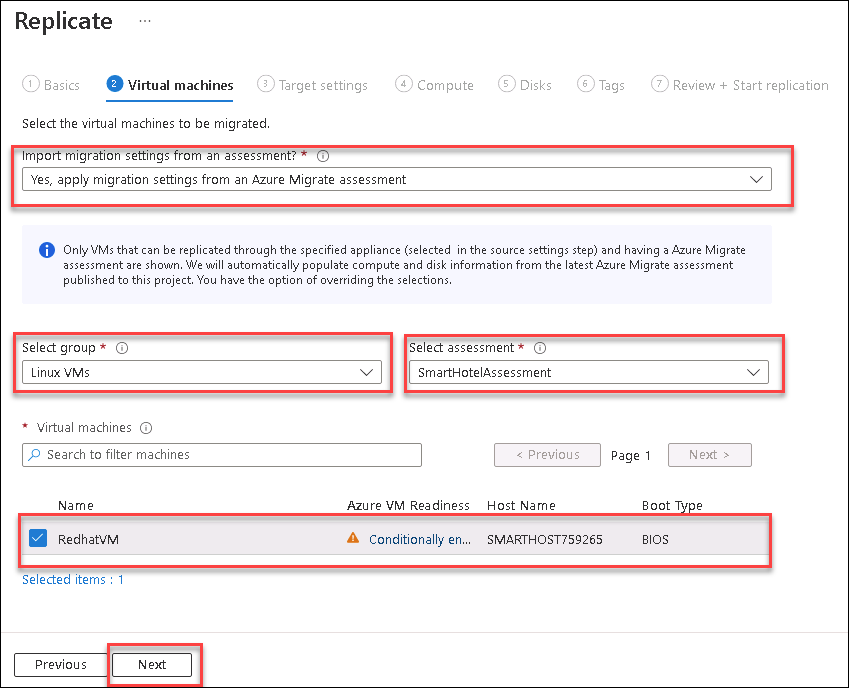 Replicate ...
1 Basics 2 Virtual machines 3 Target settings 4 Compute 5 Disks 6 Tags 7 Review + Start replication
Select the virtual machines to be migrated.
Import migration settings from an assessment? *
Yes, apply migration settings from an Azure Migrate assessment
Only VMs that can be replicated through the specified appliance (selected in the source settings step) and having a Azure Migrate
assessment are shown. We will automatically populate compute and disk information from the latest Azure Migrate assessment
published to this project. You have the option of overriding the selections.
Select group * Select assessment *
Linux VMs SmartHotelAssessment
* Virtual machines
Search to filter machines < Previous Page 1 Next >
Name Azure VM Readiness Host Name Boot Type
RedhatVM Conditionally en... SMARTHOST759265 BIOS
Selected items : 1
Previous Next